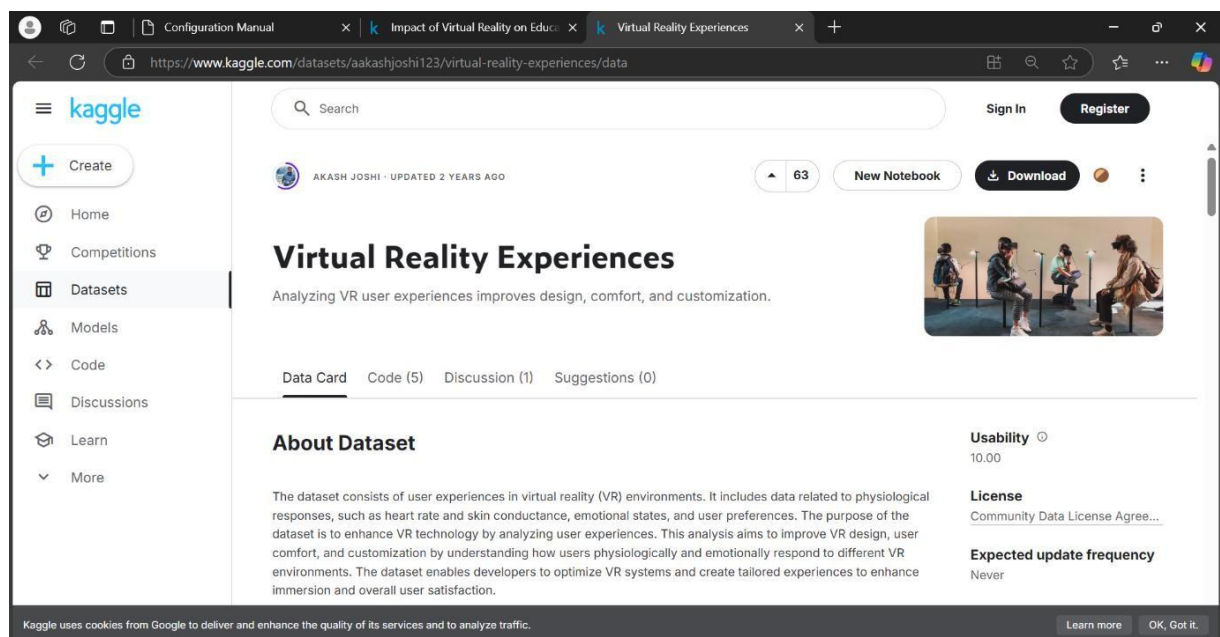 Configuration Manual
Impact of Virtual Reality on Educa
Virtual Reality Experiences
https://www.kaggle.com/datasets/aakashjoshi123/virtual-reality-experiences/data
kaggle
Search
Sign In
Register
Create
AKASH JOSHI · UPDATED 2 YEARS AGO
63
New Notebook
Download
Home
Competitions
Datasets
Models
Code
Discussions
Learn
More
Virtual Reality Experiences
Analyzing VR user experiences improves design, comfort, and customization.
Data Card Code (5) Discussion (1) Suggestions (0)
About Dataset
The dataset consists of user experiences in virtual reality (VR) environments. It includes data related to physiological
responses, such as heart rate and skin conductance, emotional states, and user preferences. The purpose of the
dataset is to enhance VR technology by analyzing user experiences. This analysis aims to improve VR design, user
comfort, and customization by understanding how users physiologically and emotionally respond to different VR
environments. The dataset enables developers to optimize VR systems and create tailored experiences to enhance
immersion and overall user satisfaction.
Usability
10.00
License
Community Data License Agree...
Expected update frequency
Never
Kaggle uses cookies from Google to deliver and enhance the quality of its services and to analyze traffic.
Learn more
OK, Got it.